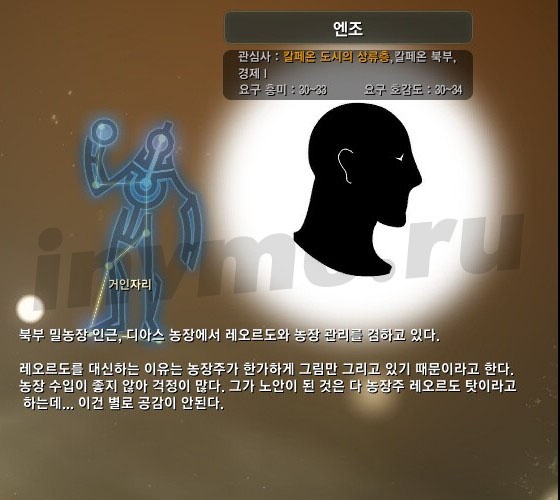 엔조
관심사 : 칼페온 도시의 상류층,칼페온 북부,
경제 I
요구 흥미 : 30~33 요구 호감도 : 30~34
inymo.ru
거인자리
북부 밀농장 인근, 디아스 농장에서 레오르도와 농장 관리를 겸하고 있다.
레오르도를 대신하는 이유는 농장주가 한가하게 그림만 그리고 있기 때문이라고 한다.
농장 수입이 좋지 않아 걱정이 많다. 그가 노안이 된 것은 다 농장주 레오르도 탓이라고
하는데... 이건 별로 공감이 안된다.